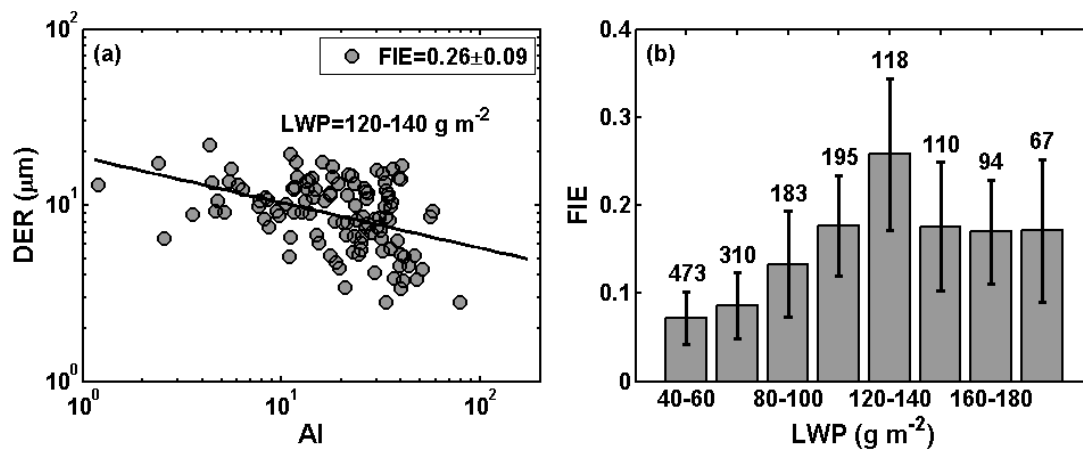 (a)
FIE=0.26±0.09
LWP=120-140 g m⁻²
DER (μm)
10²
10¹
10⁰
10⁰ 10¹ 10²
AI
(b)
FIE
0.4
0.3
0.2
0.1
0
473
310
183
195
118
110
94
67
40-60 80-100 120-140 160-180
LWP (g m⁻²)